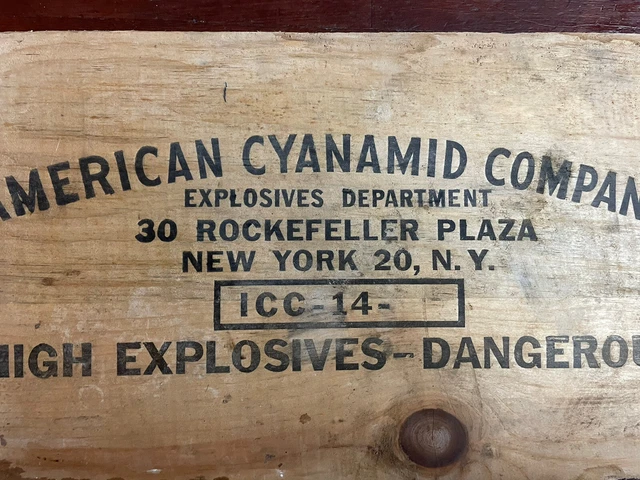 AMERICAN CYANAMID COMPAN
EXPLOSIVES DEPARTMENT
30 ROCKEFELLER PLAZA
NEW YORK 20, N.Y.
ICC-14-
HIGH EXPLOSIVES-DANGEROU